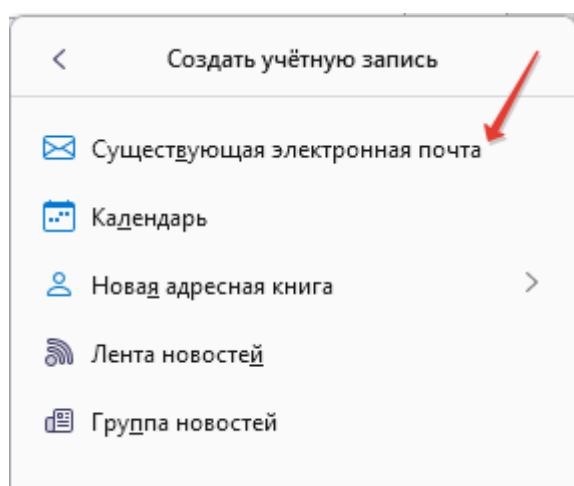 Создать учётную запись
Существующая электронная почта
Календарь
Новая адресная книга
Лента новостей
Группа новостей